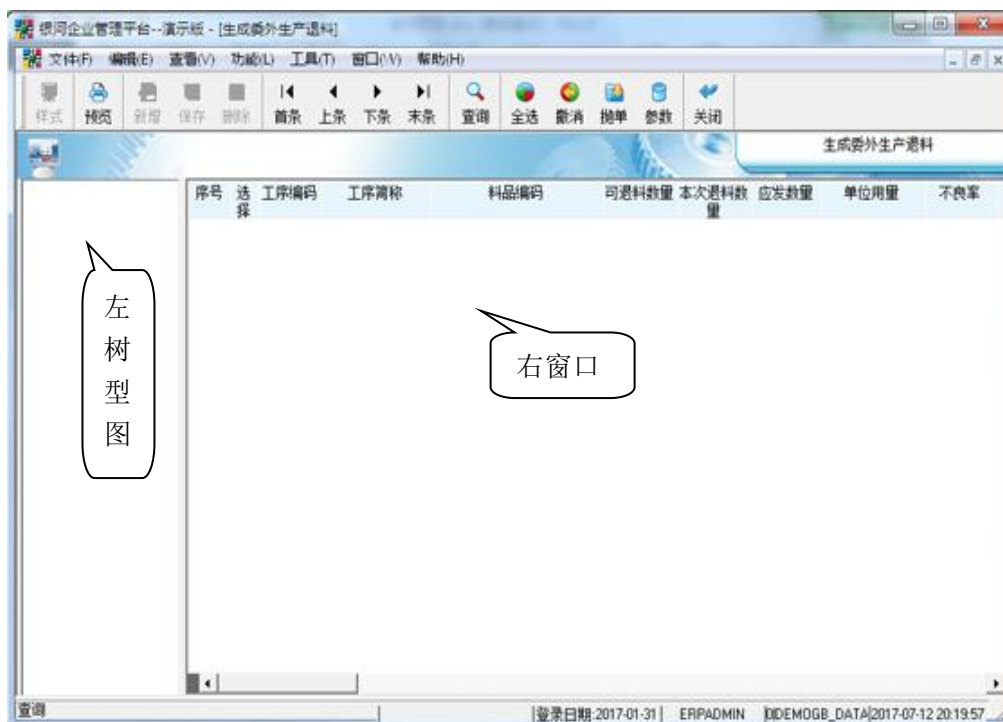 银河企业管理平台--演示版 - [生成委外生产退料]
文件(F) 编辑(E) 查看(V) 功能(L) 工具(T) 窗口(W) 帮助(H)
样式 预览 新增 保存 删除 首条 上条 下条 末条 查询 全选 撤消 抛单 参数 关闭
生成委外生产退料
序号 选择 工序编码 工序简称 料品编码 可退料数量 本次退料数量 应发数量 单位用量 不良率
左树型图
右窗口
查询 登录日期:2017-01-31 ERPADMIN DEMOGB_DATA 2017-07-12 20:19:57